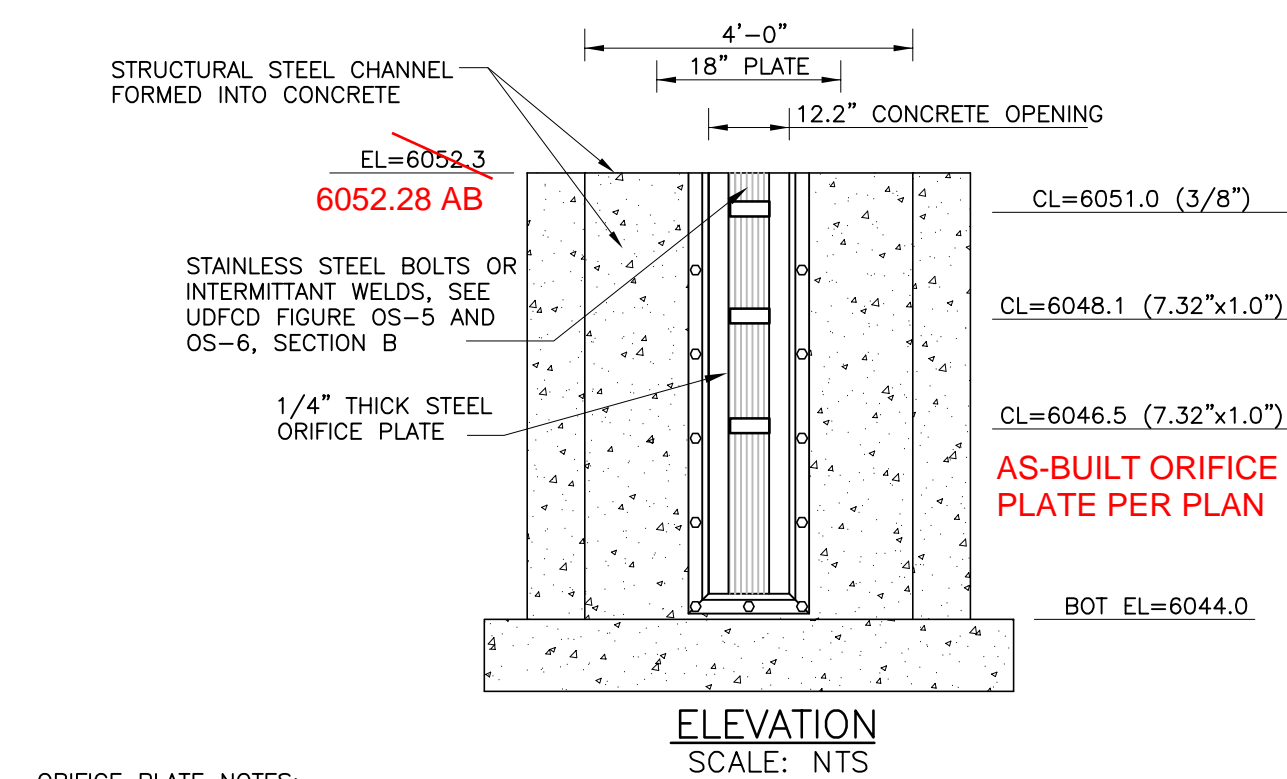 4'-0"
18" PLATE
12.2" CONCRETE OPENING
STRUCTURAL STEEL CHANNEL
FORMED INTO CONCRETE
EL=6052.3
6052.28 AB
STAINLESS STEEL BOLTS OR
INTERMITTANT WELDS, SEE
UDFCD FIGURE OS-5 AND
OS-6, SECTION B
1/4" THICK STEEL
ORIFICE PLATE
CL=6051.0 (3/8")
CL=6048.1 (7.32"x1.0")
CL=6046.5 (7.32"x1.0")
AS-BUILT ORIFICE
PLATE PER PLAN
BOT EL=6044.0
ELEVATION
SCALE: NTS
ORIFICE PLATE NOTES: